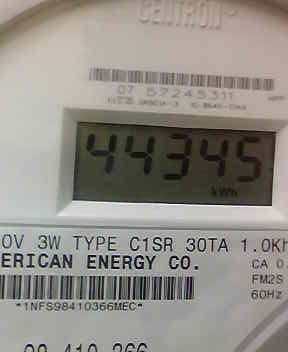 CENTRON
07 57245311
44345
kWh
0V 3W TYPE C1SR 30TA 1.0Kh
ERICAN ENERGY CO.
CA 0.
FM2S
60Hz
*1NFS98410366MEC*
98 410 366